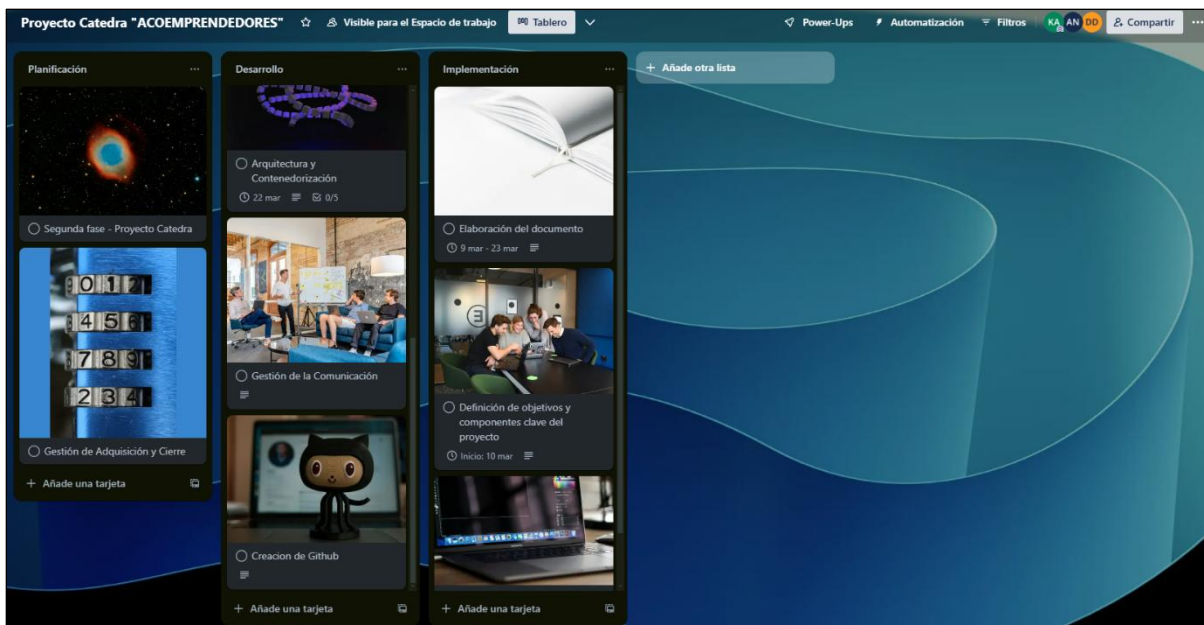 Proyecto Catedra "ACOEMPRENDEDORES"
Visible para el Espacio de trabajo
Tablero
Power-Ups
Automatización
Filtros
KA
AN
DD
Compartir
Planificación
Segunda fase - Proyecto Catedra
0 1 2
4 5 6
7 8 9
2 3 4
Gestión de Adquisición y Cierre
+ Añade una tarjeta
Desarrollo
Arquitectura y
Contenedorización
22 mar
0/5
Gestión de la Comunicación
Creacion de Github
+ Añade una tarjeta
Implementación
Elaboración del documento
9 mar - 23 mar
Definición de objetivos y
componentes clave del
proyecto
Inicio: 10 mar
+ Añade una tarjeta
+ Añade otra lista